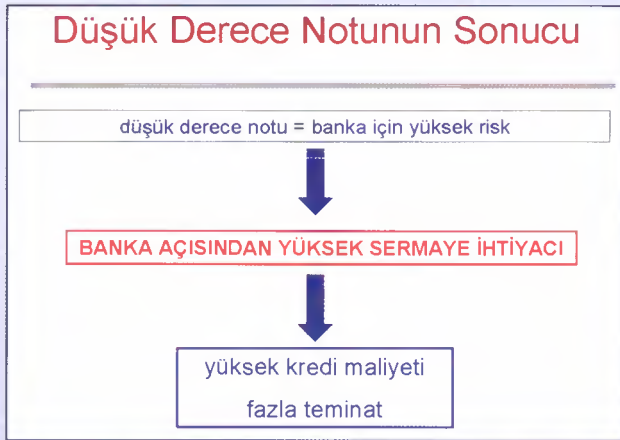 Düşük Derece Notunun Sonucu
düşük derece notu = banka için yüksek risk
BANKA AÇISINDAN YÜKSEK SERMAYE İHTİYACI
yüksek kredi maliyeti
fazla teminat